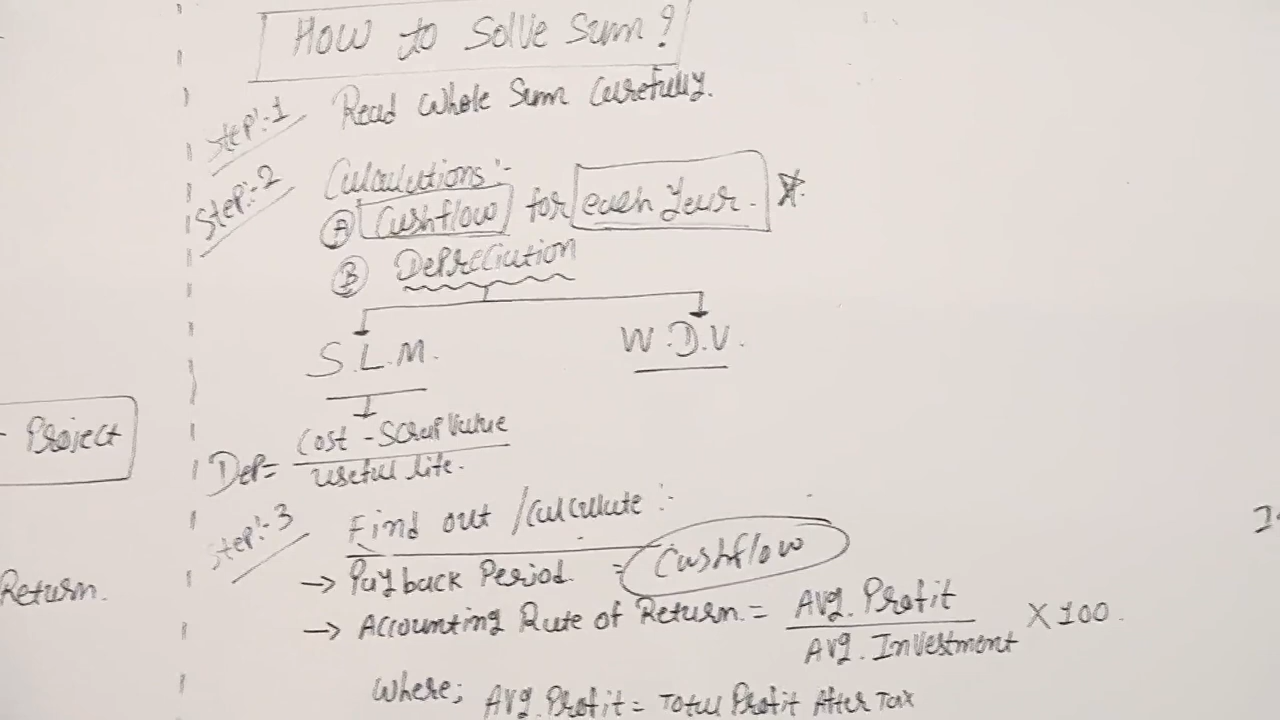 How to Solve Sum?
Step:-1 Read Whole Sum Carefully.
Step:-2 Calculations:-
A Cashflow for each Year.
B Depreciation
S.L.M. W.D.V.
Dep= Cost - Scrap Value
Useful life.
Step:-3 Find out / Calculate:-
→ Payback Period. = Cashflow
→ Accounting Rate of Return. = Avg. Profit
Avg. Investment X 100.
Where; Avg. Profit = Total Profit After Tax
- Project
Return.